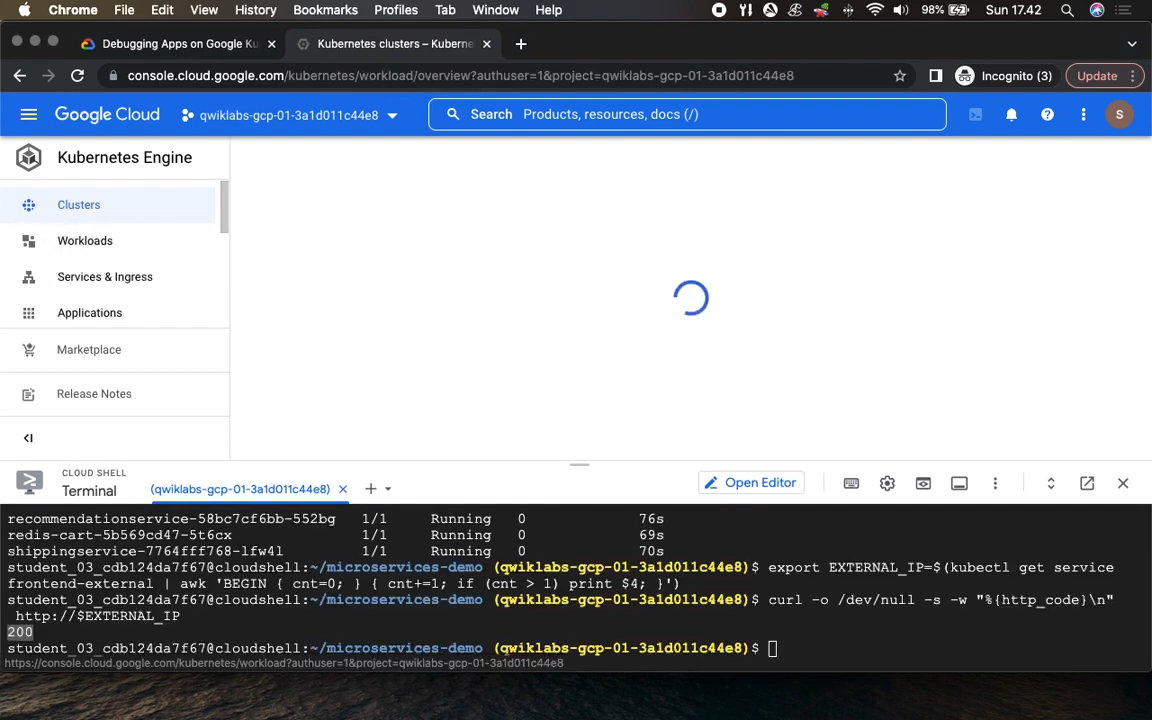 Chrome File Edit View History Bookmarks Profiles Tab Window Help 98% Sun 17.42
Debugging Apps on Google Ku Kubernetes clusters – Kuberne
console.cloud.google.com/kubernetes/workload/overview?authuser=1&project=qwiklabs-gcp-01-3a1d011c44e8 Incognito (3) Update
Google Cloud qwiklabs-gcp-01-3a1d011c44e8 Search Products, resources, docs (/) S
Kubernetes Engine
Clusters
Workloads
Services & Ingress
Applications
Marketplace
Release Notes
CLOUD SHELL
Terminal (qwiklabs-gcp-01-3a1d011c44e8) Open Editor
recommendationservice-58bc7cf6bb-552bg 1/1 Running 0 76s
redis-cart-5b569cd47-5t6cx 1/1 Running 0 69s
shippingservice-7764fff768-lfw4l 1/1 Running 0 70s
student_03_cdb124da7f67@cloudshell:~/microservices-demo (qwiklabs-gcp-01-3a1d011c44e8)$ export EXTERNAL_IP=$(kubectl get service
frontend-external | awk 'BEGIN { cnt=0; } { cnt+=1; if (cnt > 1) print $4; }')
student_03_cdb124da7f67@cloudshell:~/microservices-demo (qwiklabs-gcp-01-3a1d011c44e8)$ curl -o /dev/null -s -w "%{http_code}\n"
http://$EXTERNAL_IP
200
student_03_cdb124da7f67@cloudshell:~/microservices-demo (qwiklabs-gcp-01-3a1d011c44e8)$
https://console.cloud.google.com/kubernetes/workload?authuser=1&project=qwiklabs-gcp-01-3a1d011c44e8